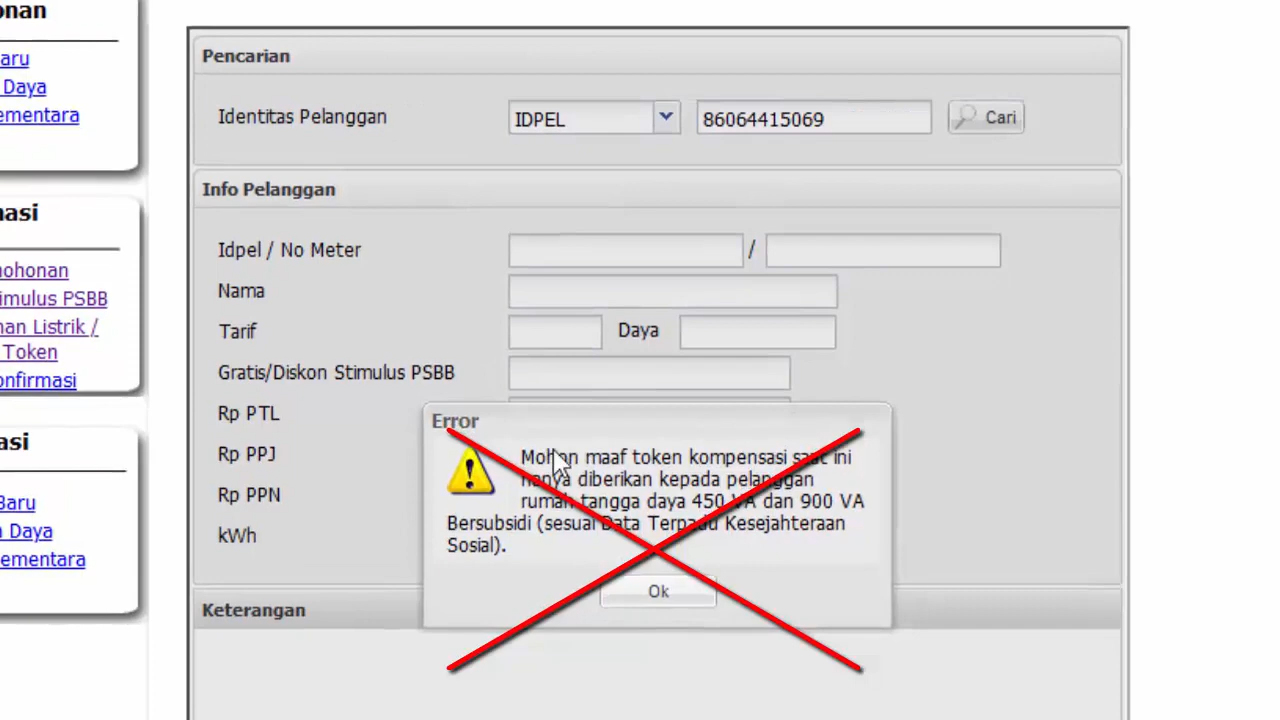 onan
aru
Daya
ementara
nasi
nohonan
imulus PSBB
nan Listrik /
Token
onfirmasi
asi
Baru
Daya
ementara
Pencarian
Identitas Pelanggan IDPEL 86064415069 Cari
Info Pelanggan
Idpel / No Meter /
Nama
Tarif Daya
Gratis/Diskon Stimulus PSBB
Rp PTL
Rp PPJ
Rp PPN
kWh
Error
Mohon maaf token kompensasi saat ini
hanya diberikan kepada pelanggan
rumah tangga daya 450 VA dan 900 VA
Bersubsidi (sesuai Data Terpadu Kesejahteraan
Sosial).
Ok
Keterangan